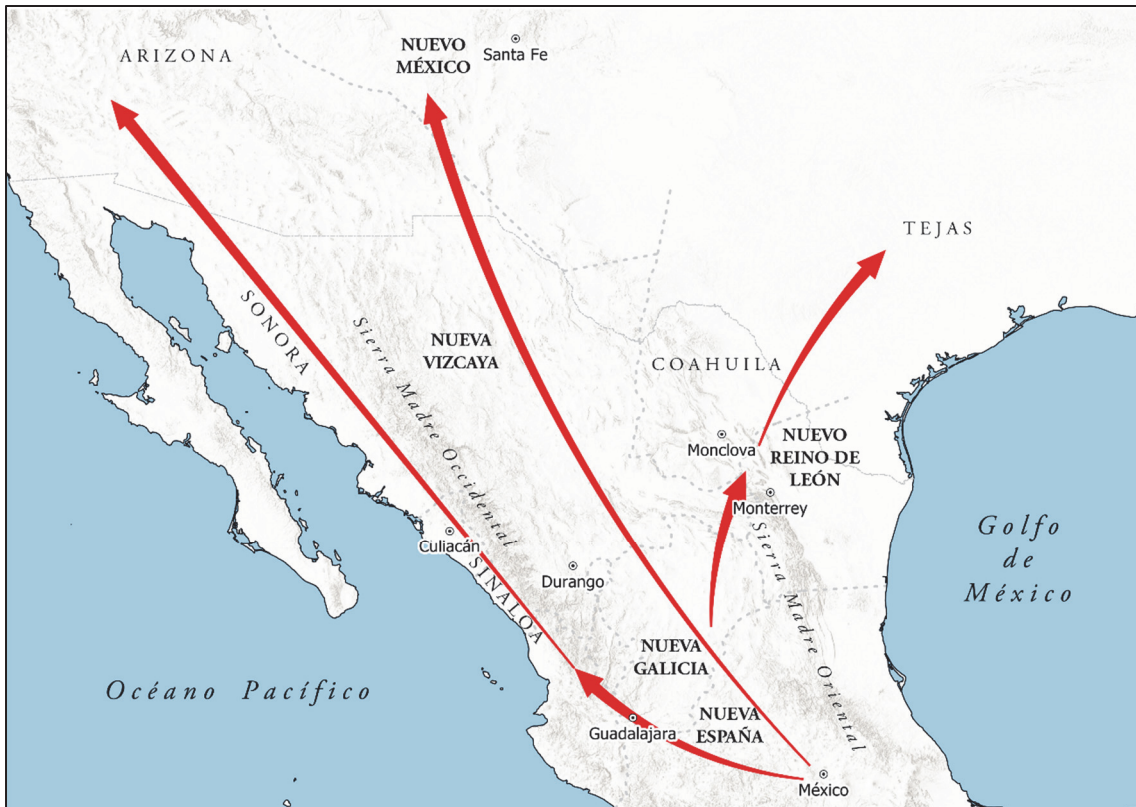 ARIZONA
NUEVO
MÉXICO
Santa Fe
TEJAS
SONORA
Sierra Madre Occidental
NUEVA
VIZCAYA
COAHUILA
Monclova
NUEVO
REINO DE
LEÓN
Monterrey
Sierra Madre Oriental
Golfo
de
México
Culiacán
SINALOA
Durango
NUEVA
GALICIA
Océano Pacífico
Guadalajara
NUEVA
ESPAÑA
México